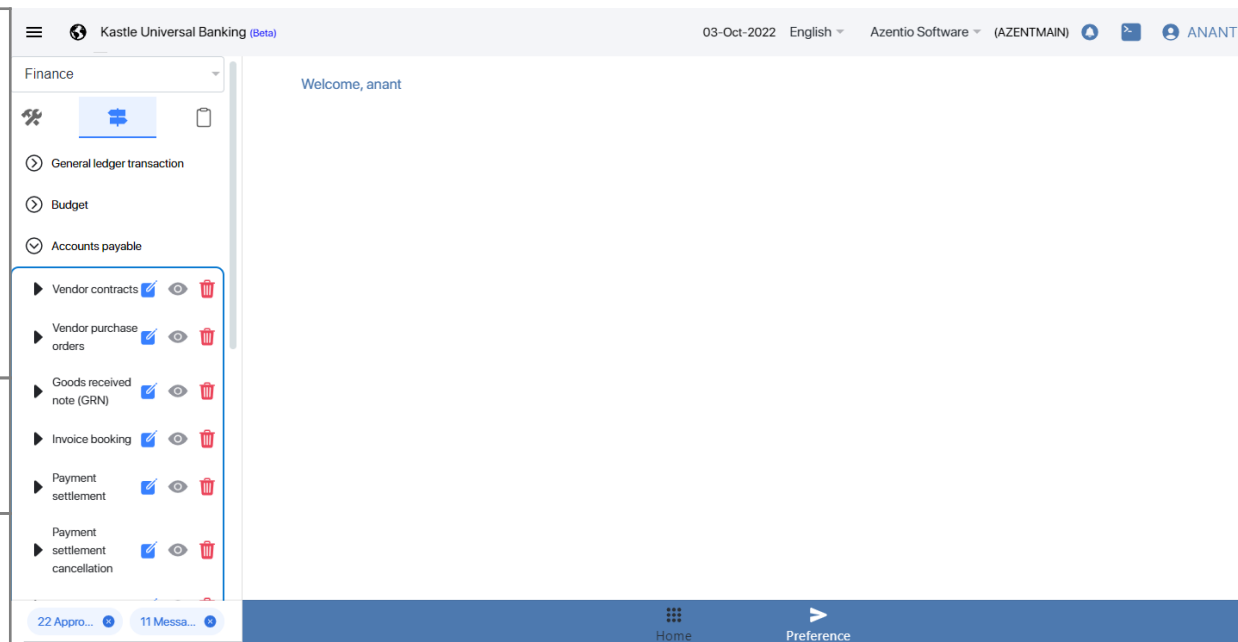 Kastle Universal Banking (Beta)
03-Oct-2022 English Azentio Software (AZENTMAIN) ANANT
Finance
Welcome, anant
General ledger transaction
Budget
Accounts payable
Vendor contracts
Vendor purchase
orders
Goods received
note (GRN)
Invoice booking
Payment
settlement
Payment
settlement
cancellation
22 Appro... 11 Messa...
Home Preference